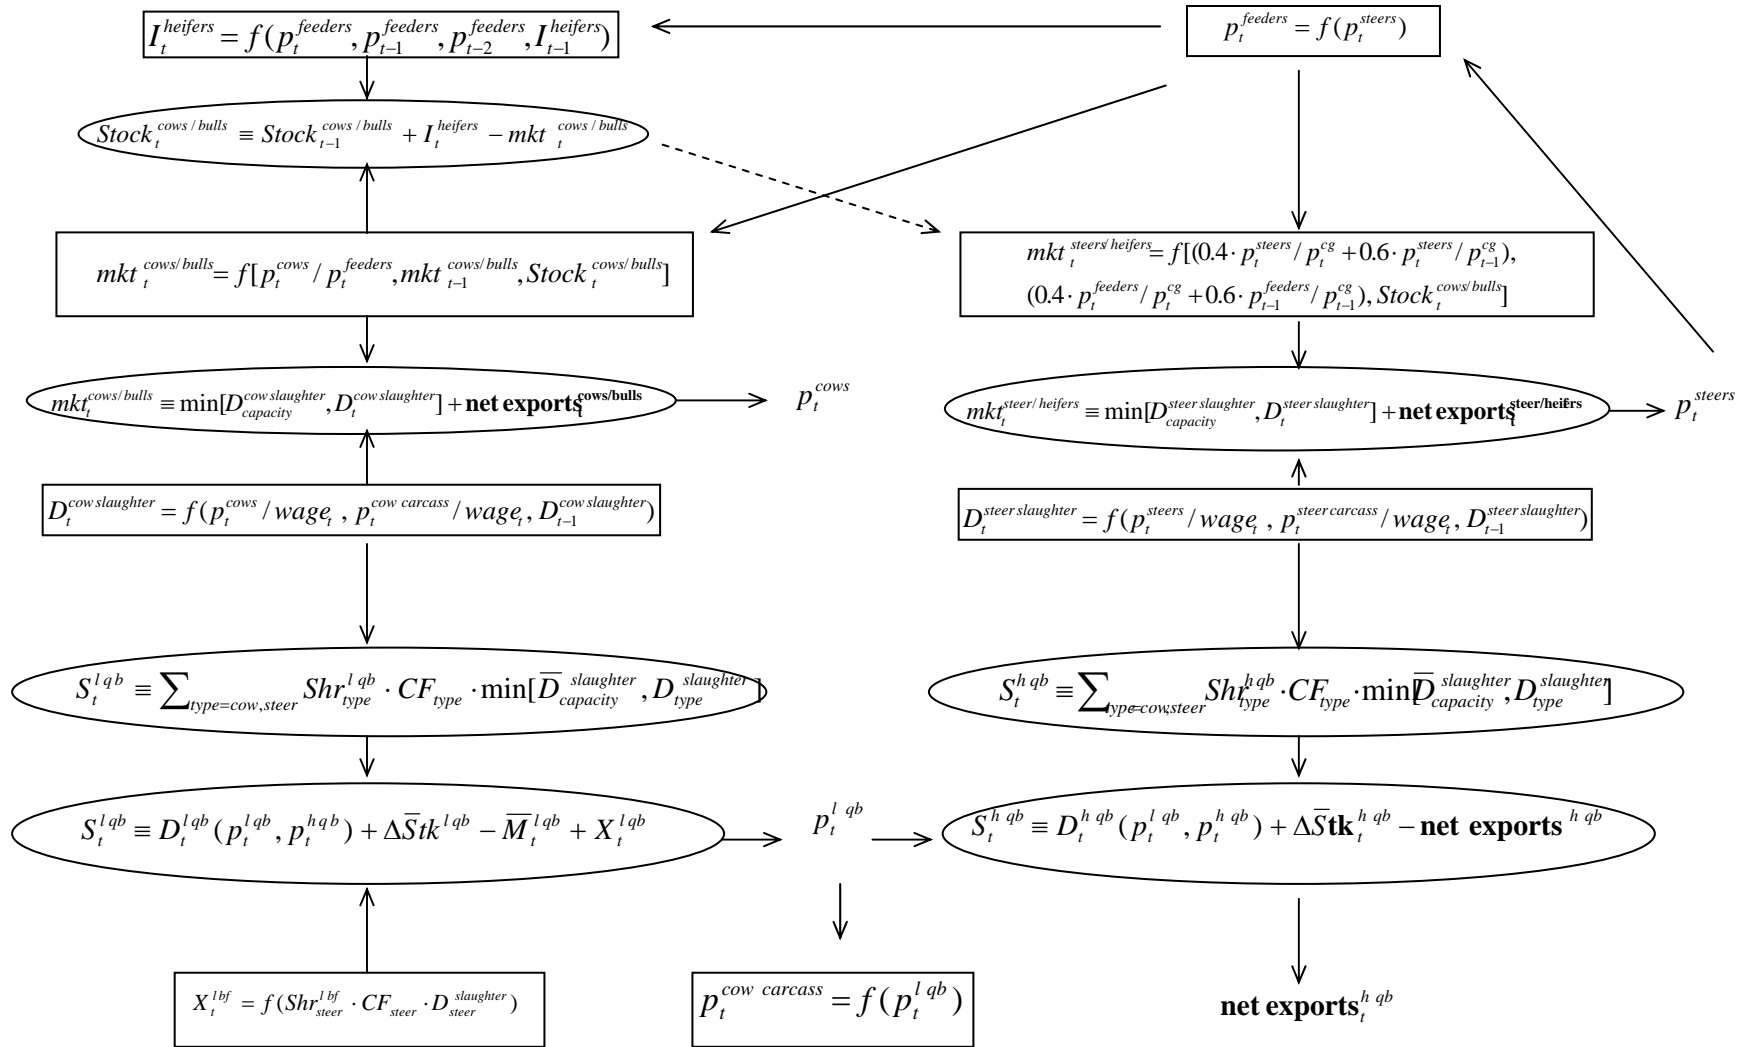 I_t^{heifers} = f(p_t^{feeders}, p_{t-1}^{feeders}, p_{t-2}^{feeders}, I_{t-1}^{heifers})
p_t^{feeders} = f(p_t^{steers})
Stock_t^{cows/bulls} ≡ Stock_{t-1}^{cows/bulls} + I_t^{heifers} − mkt_t^{cows/bulls}
mkt_t^{cows/bulls} = f[p_t^{cows} / p_t^{feeders}, mkt_{t-1}^{cows/bulls}, Stock_t^{cows/bulls}]
mkt_t^{steers/heifers} = f[(0.4· p_t^{steers} / p_t^{cg} + 0.6· p_t^{steers} / p_{t-1}^{cg}),
(0.4· p_t^{feeders} / p_t^{cg} + 0.6· p_{t-1}^{feeders} / p_{t-1}^{cg}), Stock_t^{cows/bulls}]
mkt_t^{cows/bulls} ≡ min[D_{capacity}^{cow slaughter}, D_t^{cow slaughter}] + net exports_t^{cows/bulls}
p_t^{cows}
mkt_t^{steer/heifers} ≡ min[D_{capacity}^{steer slaughter}, D_t^{steer slaughter}] + net exports_t^{steer/heifers}
p_t^{steers}
D_t^{cow slaughter} = f(p_t^{cows} / wage_t, p_t^{cow carcass} / wage_t, D_{t-1}^{cow slaughter})
D_t^{steer slaughter} = f(p_t^{steers} / wage_t, p_t^{steer carcass} / wage_t, D_{t-1}^{steer slaughter})
S_t^{l qb} ≡ ∑_{type=cow,steer} Shr_{type}^{l qb} · CF_{type} · min[D̅_{capacity}^{slaughter}, D_{type}^{slaughter}]
S_t^{h qb} ≡ ∑_{type=cow,steer} Shr_{type}^{h qb} · CF_{type} · min[D̅_{capacity}^{slaughter}, D_{type}^{slaughter}]
S_t^{l qb} ≡ D_t^{l qb}(p_t^{l qb}, p_t^{h qb}) + ΔS̅tk^{l qb} − M̅_t^{l qb} + X_t^{l qb}
p_t^{l qb}
S_t^{h qb} ≡ D_t^{h qb}(p_t^{l qb}, p_t^{h qb}) + ΔS̅tk_t^{h qb} − net exports^{h qb}
X_t^{lbf} = f(Shr_{steer}^{lbf} · CF_{steer} · D_{steer}^{slaughter})
p_t^{cow carcass} = f(p_t^{l qb})
net exports_t^{h qb}